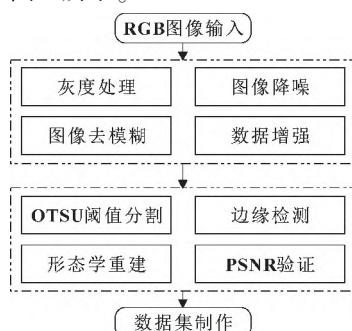 RGB图像输入
灰度处理 图像降噪
图像去模糊 数据增强
OTSU阈值分割 边缘检测
形态学重建 PSNR验证
数据集制作